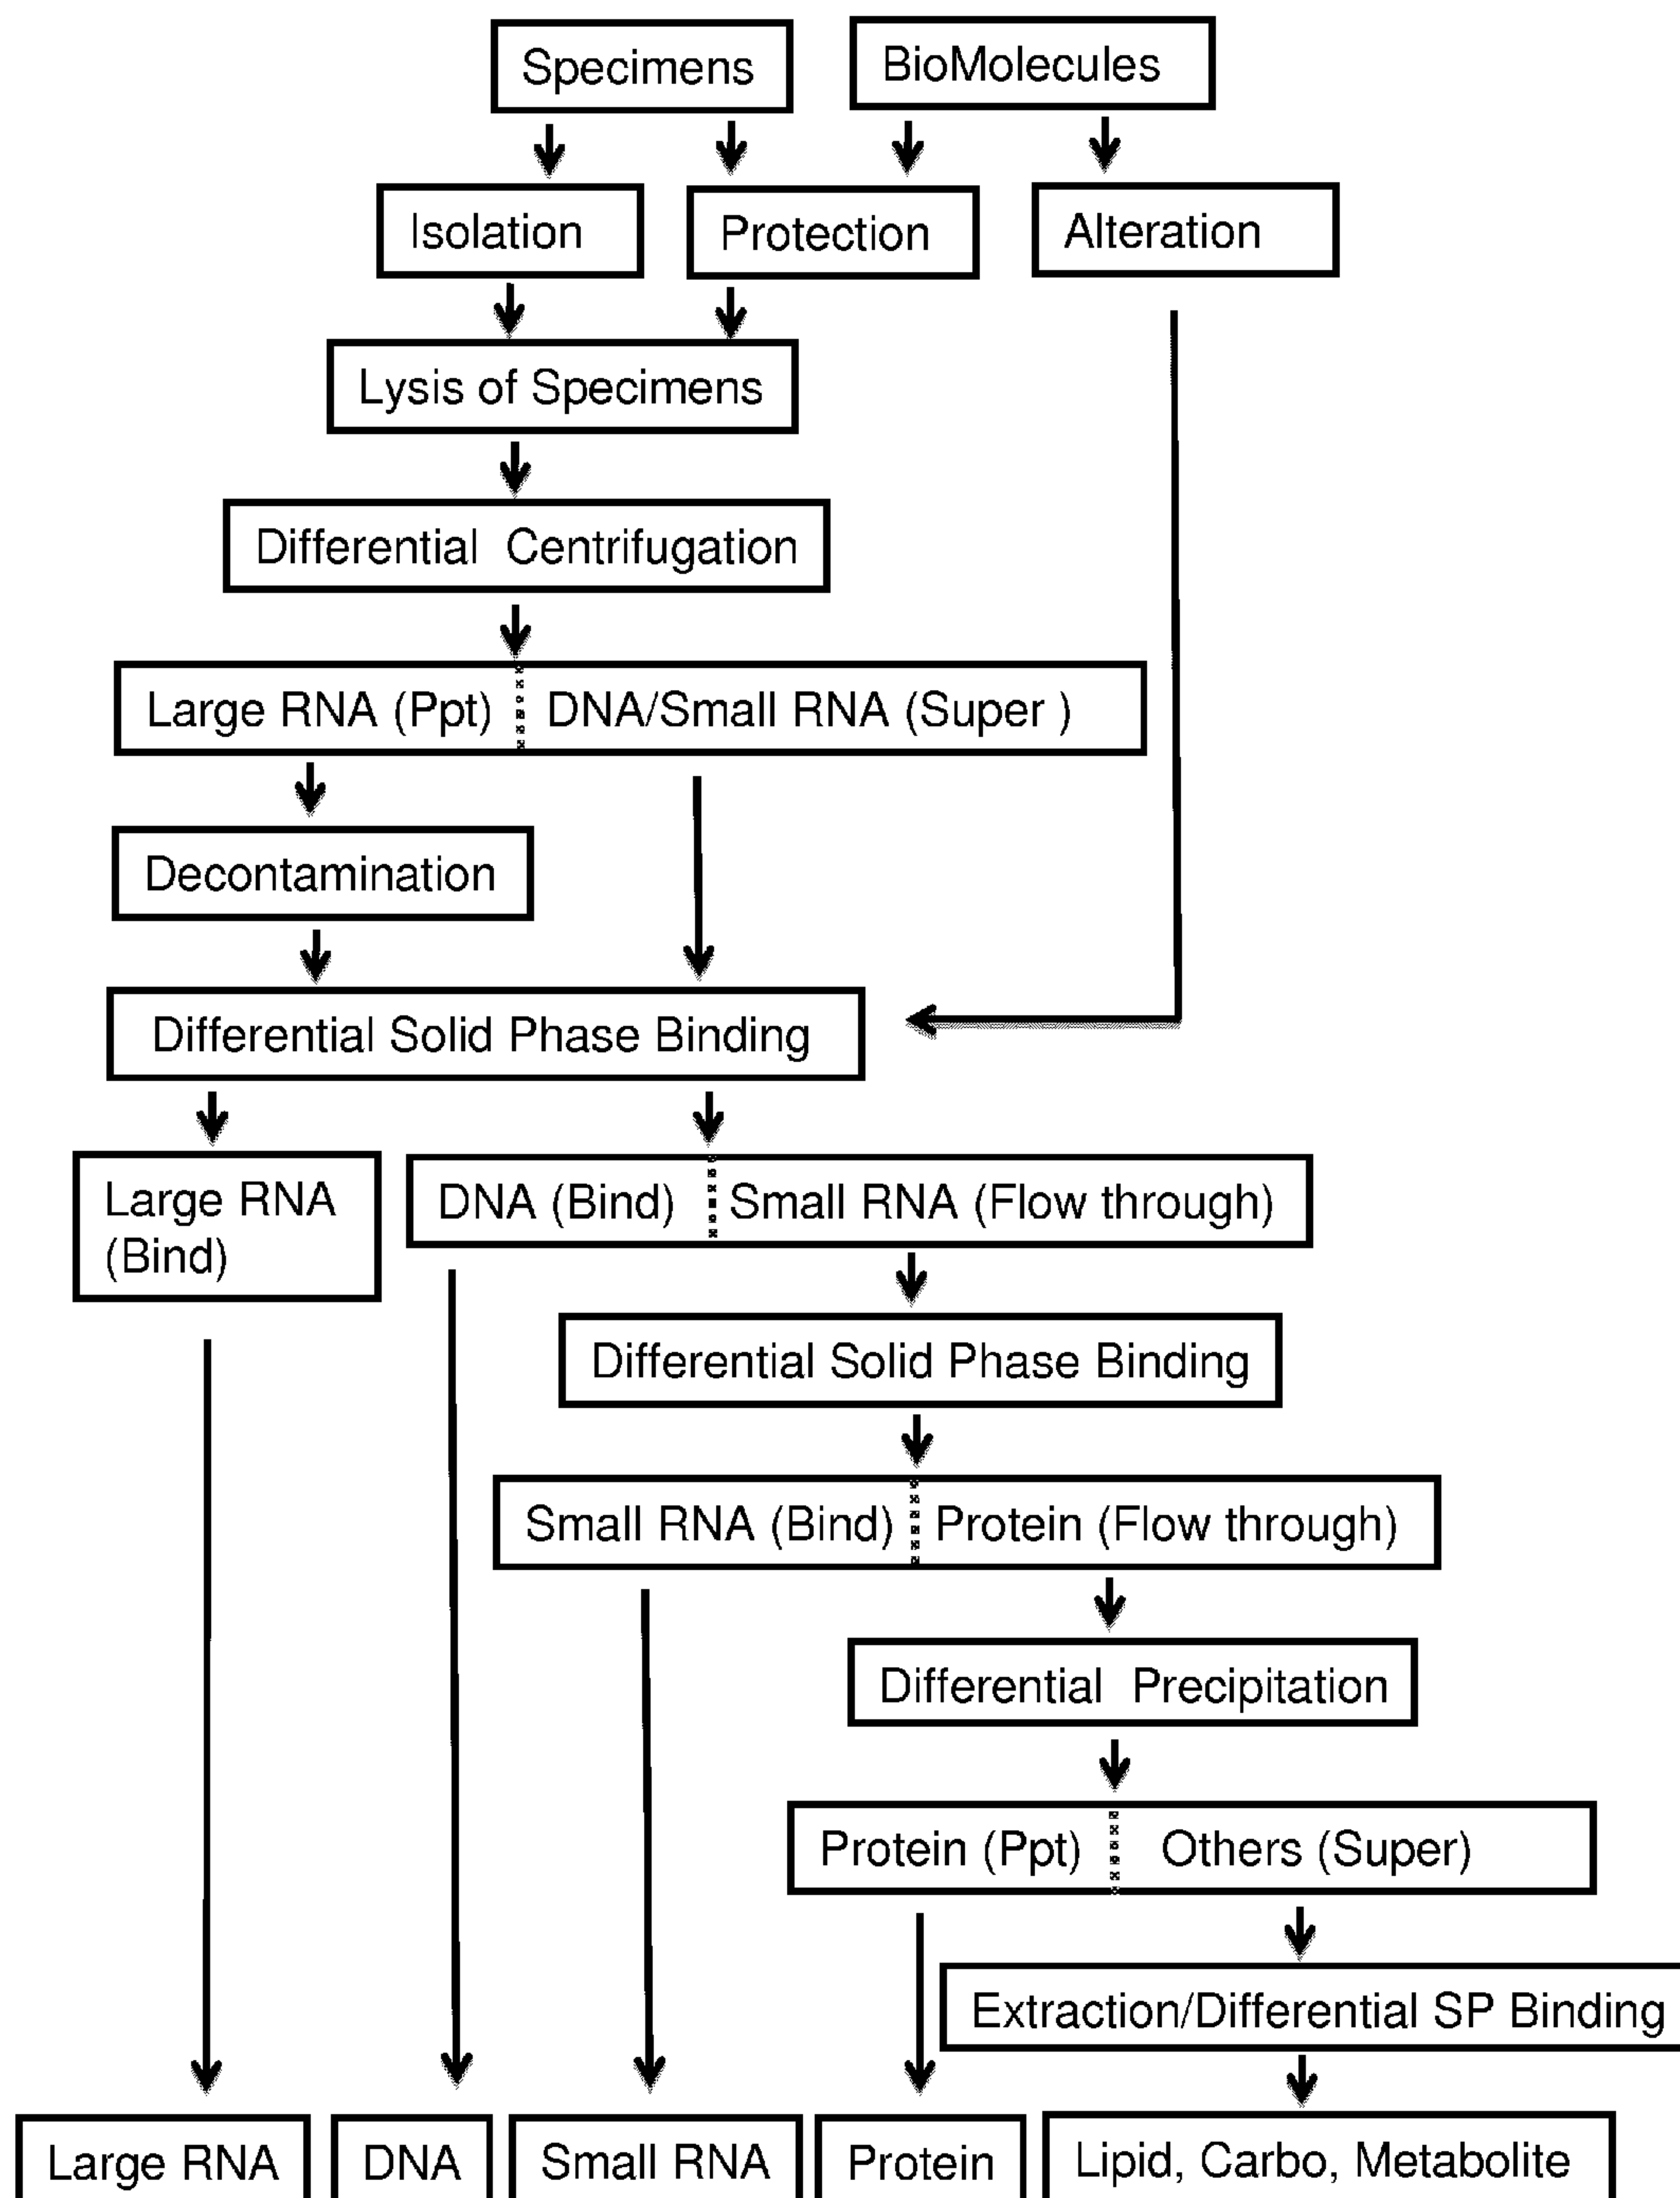 Specimens
BioMolecules
Isolation
Protection
Alteration
Lysis of Specimens
Differential Centrifugation
Large RNA (Ppt) DNA/Small RNA (Super )
Decontamination
Differential Solid Phase Binding
Large RNA
(Bind)
DNA (Bind) Small RNA (Flow through)
Differential Solid Phase Binding
Small RNA (Bind) Protein (Flow through)
Differential Precipitation
Protein (Ppt) Others (Super)
Extraction/Differential SP Binding
Large RNA
DNA
Small RNA
Protein
Lipid, Carbo, Metabolite